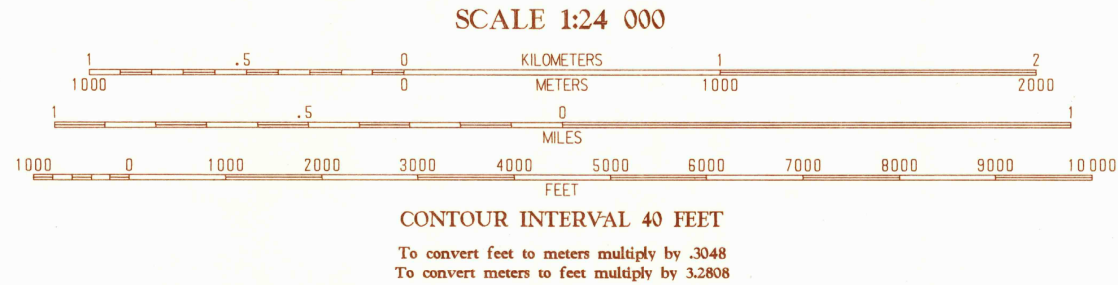 SCALE 1:24 000
1 .5 0 KILOMETERS 1 2
1000 0 METERS 1000 2000
1 .5 0 1
MILES
1000 0 1000 2000 3000 4000 5000 6000 7000 8000 9000 10000
FEET
CONTOUR INTERVAL 40 FEET
To convert feet to meters multiply by .3048
To convert meters to feet multiply by 3.2808